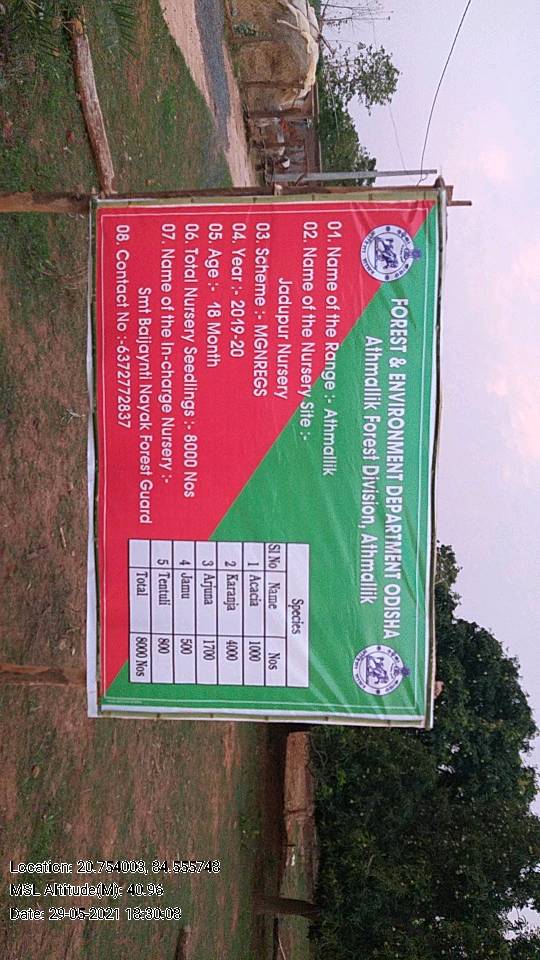 FOREST & ENVIRONMENT DEPARTMENT ODISHA
Athmallik Forest Division, Athmallik
01. Name of the Range :- Athmallik
02. Name of the Nursery Site :-
Jadupur Nursery
03. Scheme :- MGNREGS
04. Year :- 2019-20
05. Age :- 18 Month
06. Total Nursery Seedlings :- 8000 Nos
07. Name of the In-charge Nursery :-
Smt Baijaynti Nayak Forest Guard
08. Contact No :-6372772837
Species
Sl.No Name Nos
1 Acacia 1000
2 Karanja 4000
3 Arjuna 1700
4 Jamu 500
5 Tentuli 800
Total 8000 Nos
Location: 20.754003, 84.555748
MSL Altitude(M): 40.96
Date: 29-05-2021 18:30:08